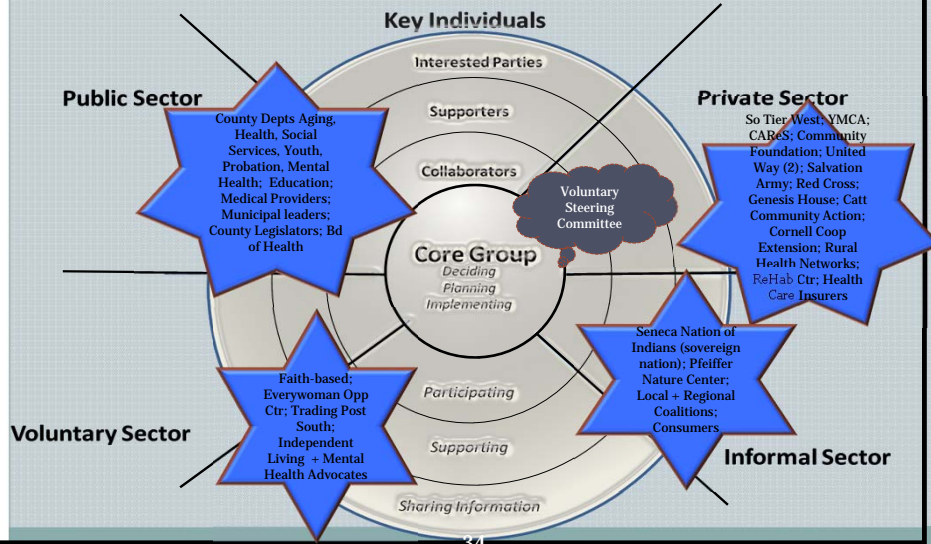 Key Individuals
Interested Parties
Supporters
Collaborators
Core Group
Deciding
Planning
Implementing
Participating
Supporting
Sharing Information
Voluntary
Steering
Committee
Public Sector
County Depts Aging,
Health, Social
Services, Youth,
Probation, Mental
Health; Education;
Medical Providers;
Municipal leaders;
County Legislators; Bd
of Health
Private Sector
So Tier West; YMCA;
CAReS; Community
Foundation; United
Way (2); Salvation
Army; Red Cross;
Genesis House; Catt
Community Action;
Cornell Coop
Extension; Rural
Health Networks;
ReHab Ctr; Health
Care Insurers
Voluntary Sector
Faith-based;
Everywoman Opp
Ctr; Trading Post
South;
Independent
Living + Mental
Health Advocates
Seneca Nation of
Indians (sovereign
nation); Pfeiffer
Nature Center;
Local + Regional
Coalitions;
Consumers
Informal Sector
34